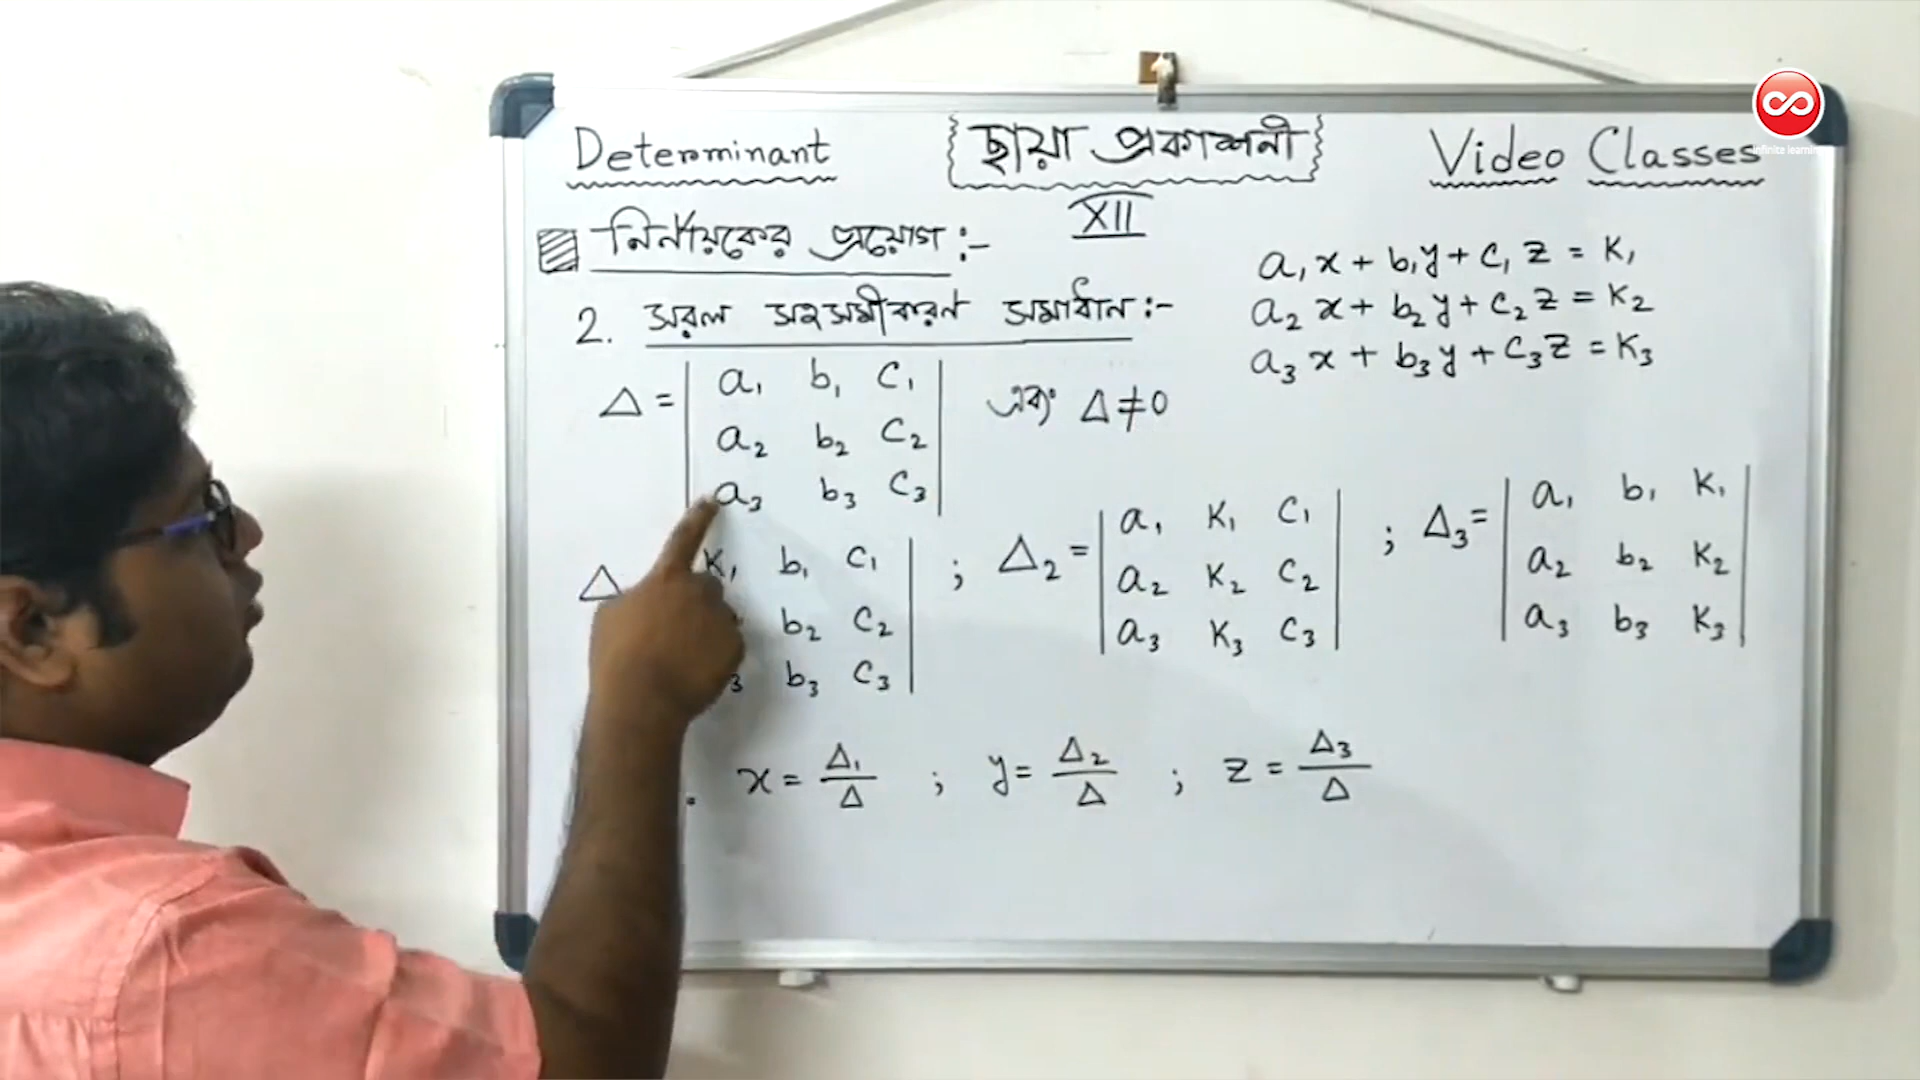 Determinant
ছায়া প্রকাশনী
Video Classes
infinite learning
XII
নির্ণায়কের প্রয়োগ :-
2. সরল সহসমীকরণ সমাধান :-
a₁x + b₁y + c₁z = K₁
a₂x + b₂y + c₂z = K₂
a₃x + b₃y + c₃z = K₃
Δ = | a₁ b₁ c₁ | এবং Δ ≠ 0
| a₂ b₂ c₂ |
| a₃ b₃ c₃ |
Δ K₁ b₁ c₁ | ; Δ₂ = | a₁ K₁ c₁ | ; Δ₃ = | a₁ b₁ K₁ |
b₂ c₂ | | a₂ K₂ c₂ | | a₂ b₂ K₂ |
₃ b₃ c₃ | | a₃ K₃ c₃ | | a₃ b₃ K₃ |
x = Δ₁/Δ ; y = Δ₂/Δ ; z = Δ₃/Δ